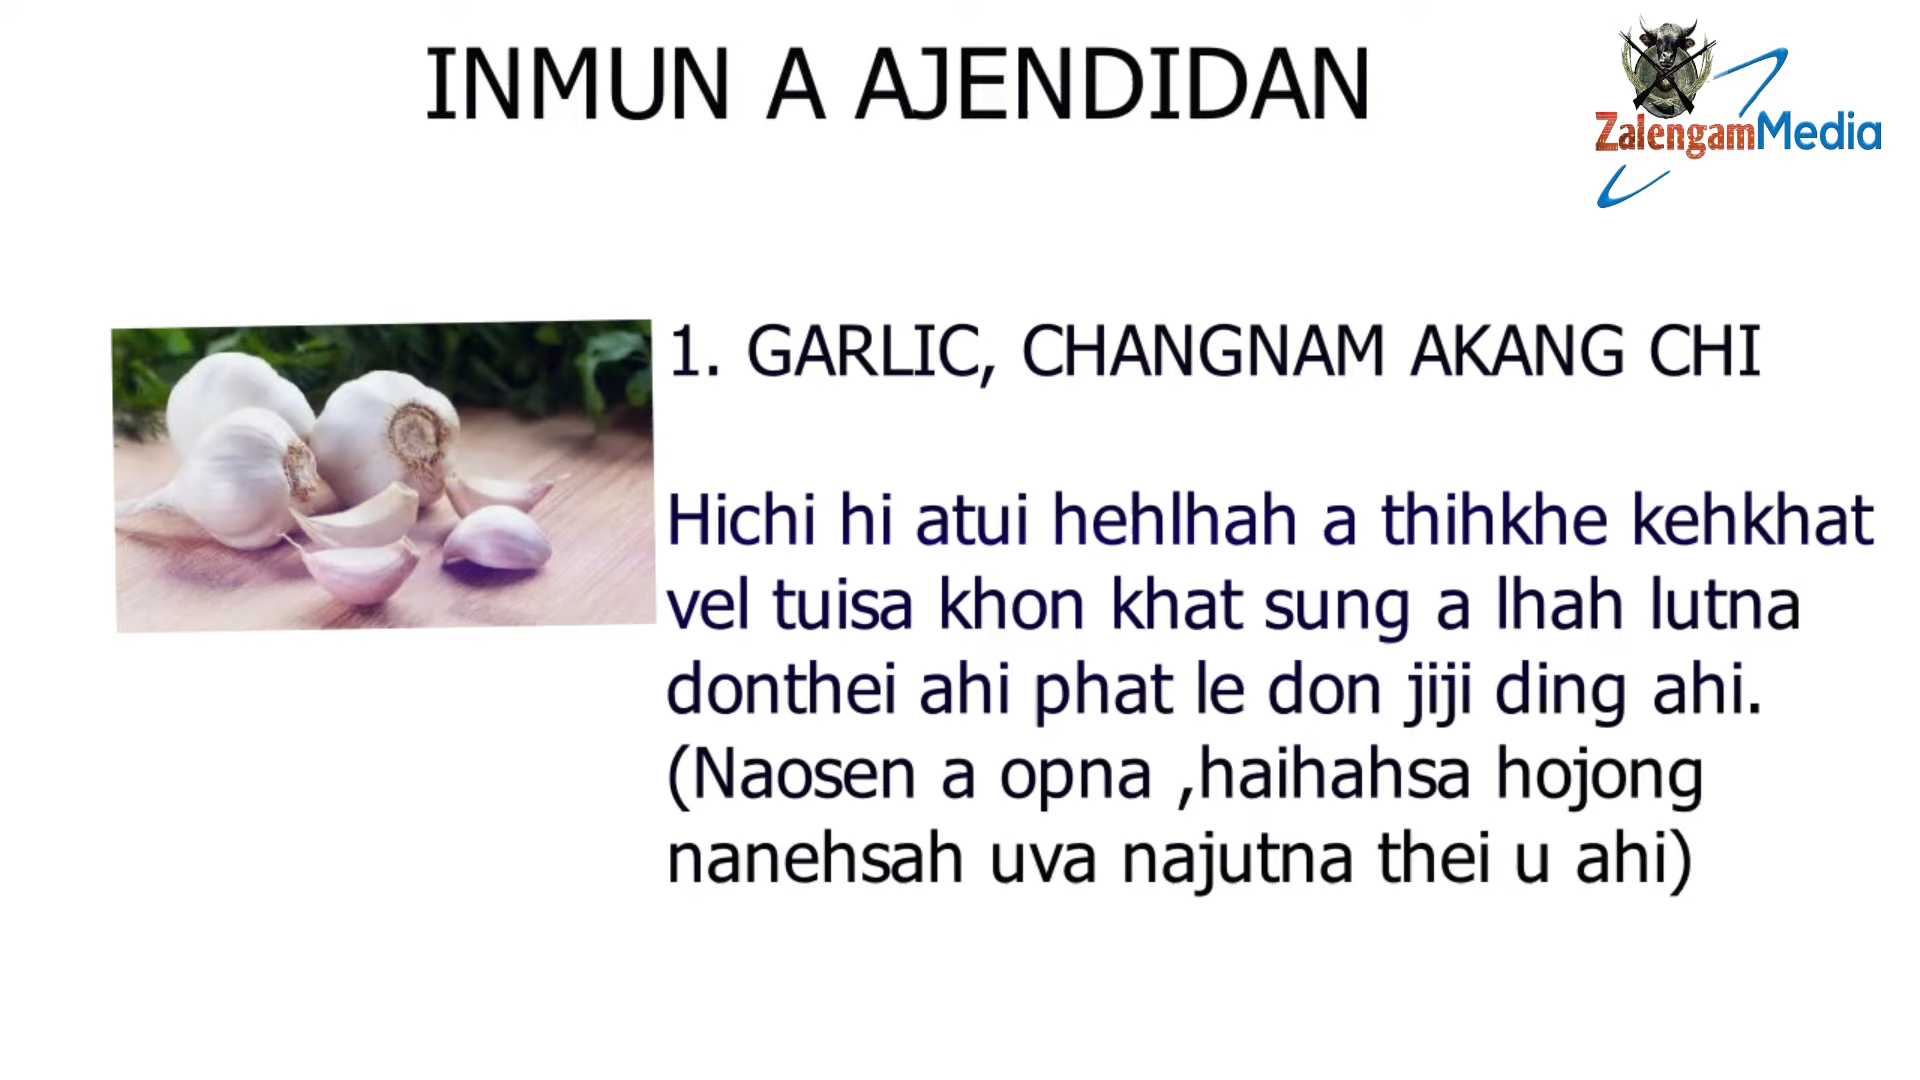 INMUN A AJENDIDAN
ZalengamMedia
1. GARLIC, CHANGNAM AKANG CHI
Hichi hi atui hehlhah a thihkhe kehkhat
vel tuisa khon khat sung a lhah lutna
donthei ahi phat le don jiji ding ahi.
(Naosen a opna ,haihahsa hojong
nanehsah uva najutna thei u ahi)